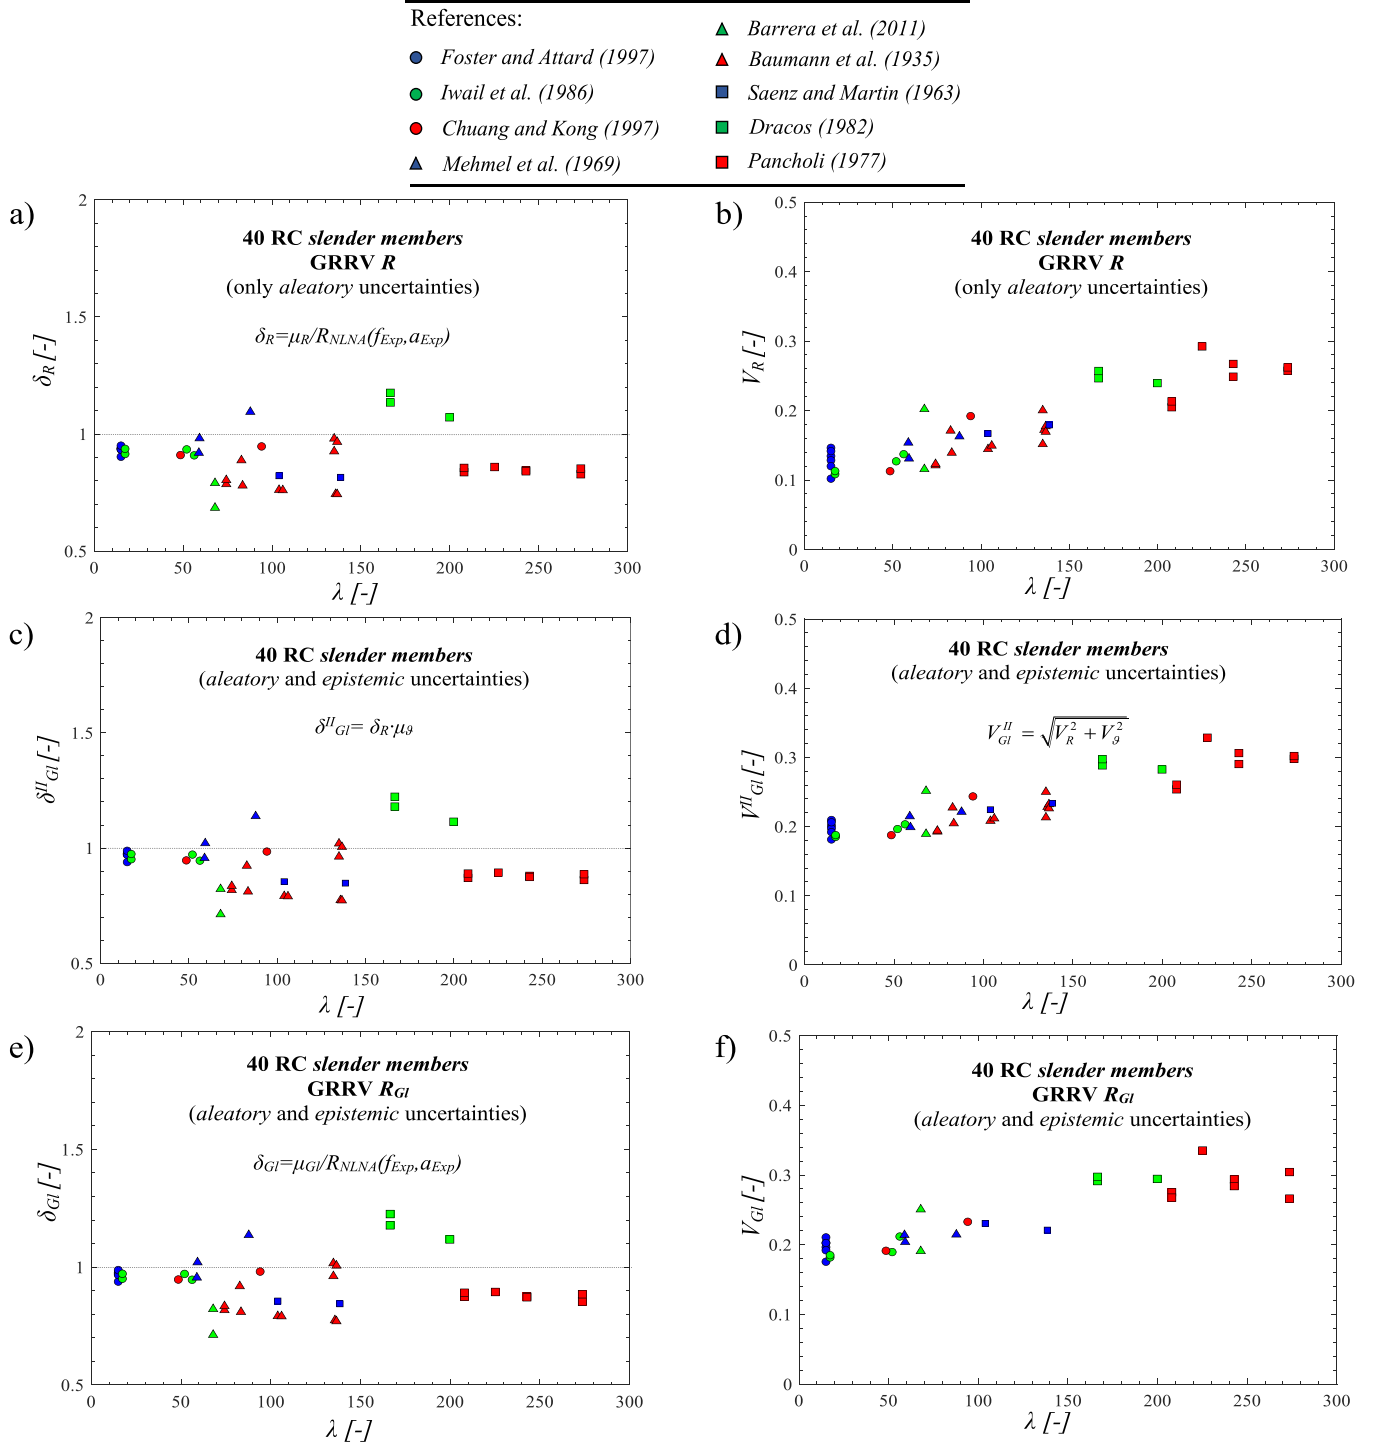 References:
Foster and Attard (1997)
Iwail et al. (1986)
Chuang and Kong (1997)
Mehmel et al. (1969)
Barrera et al. (2011)
Baumann et al. (1935)
Saenz and Martin (1963)
Dracos (1982)
Pancholi (1977)
a)
40 RC slender members
GRRV R
(only aleatory uncertainties)
δR=μR/RNLNA(fExp,aExp)
δR [-]
2
1.5
1
0.5
0 50 100 150 200 250 300
λ [-]
b)
40 RC slender members
GRRV R
(only aleatory uncertainties)
VR [-]
0.5
0.4
0.3
0.2
0.1
0
0 50 100 150 200 250 300
λ [-]
c)
40 RC slender members
(aleatory and epistemic uncertainties)
δ^II Gl= δR·μϑ
δ^II Gl [-]
2
1.5
1
0.5
0 50 100 150 200 250 300
λ [-]
d)
40 RC slender members
(aleatory and epistemic uncertainties)
V^II Gl = √(V²R + V²ϑ)
V^II Gl [-]
0.5
0.4
0.3
0.2
0.1
0
0 50 100 150 200 250 300
λ [-]
e)
40 RC slender members
GRRV RGl
(aleatory and epistemic uncertainties)
δGl=μGl/RNLNA(fExp,aExp)
δGl [-]
2
1.5
1
0.5
0 50 100 150 200 250 300
λ [-]
f)
40 RC slender members
GRRV RGl
(aleatory and epistemic uncertainties)
VGl [-]
0.5
0.4
0.3
0.2
0.1
0
0 50 100 150 200 250 300
λ [-]